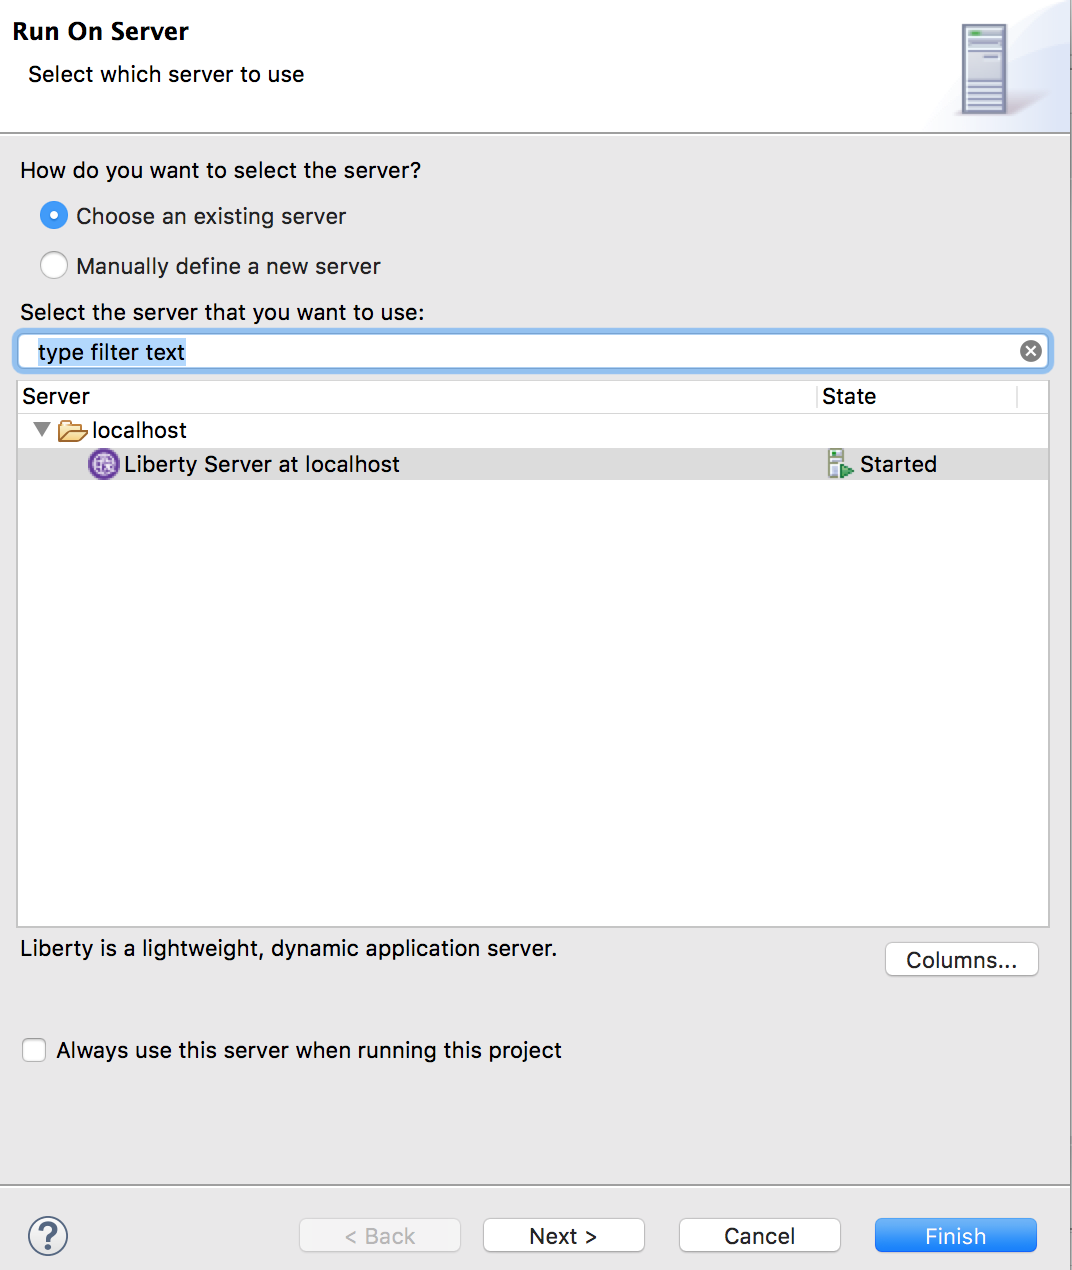 Run On Server
Select which server to use
How do you want to select the server?
Choose an existing server
Manually define a new server
Select the server that you want to use:
type filter text
Server State
localhost
Liberty Server at localhost Started
Liberty is a lightweight, dynamic application server.
Columns...
Always use this server when running this project
? < Back Next > Cancel Finish